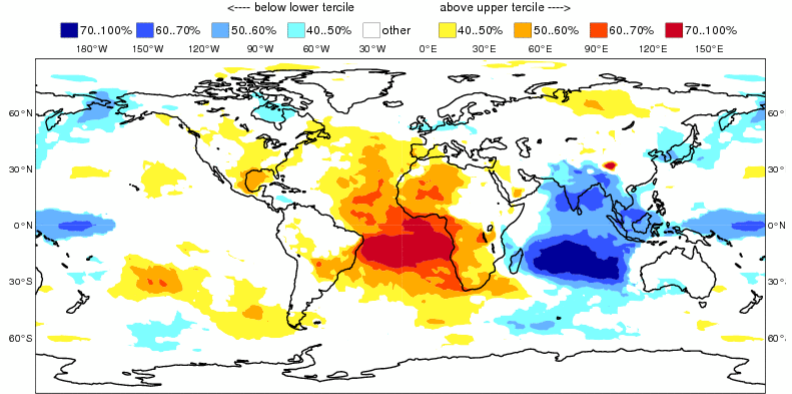 <---- below lower tercile above upper tercile ---->
70..100% 60..70% 50..60% 40..50% other 40..50% 50..60% 60..70% 70..100%
180°W 150°W 120°W 90°W 60°W 30°W 0°E 30°E 60°E 90°E 120°E 150°E
60°N 60°N
30°N 30°N
0°N 0°N
30°S 30°S
60°S 60°S